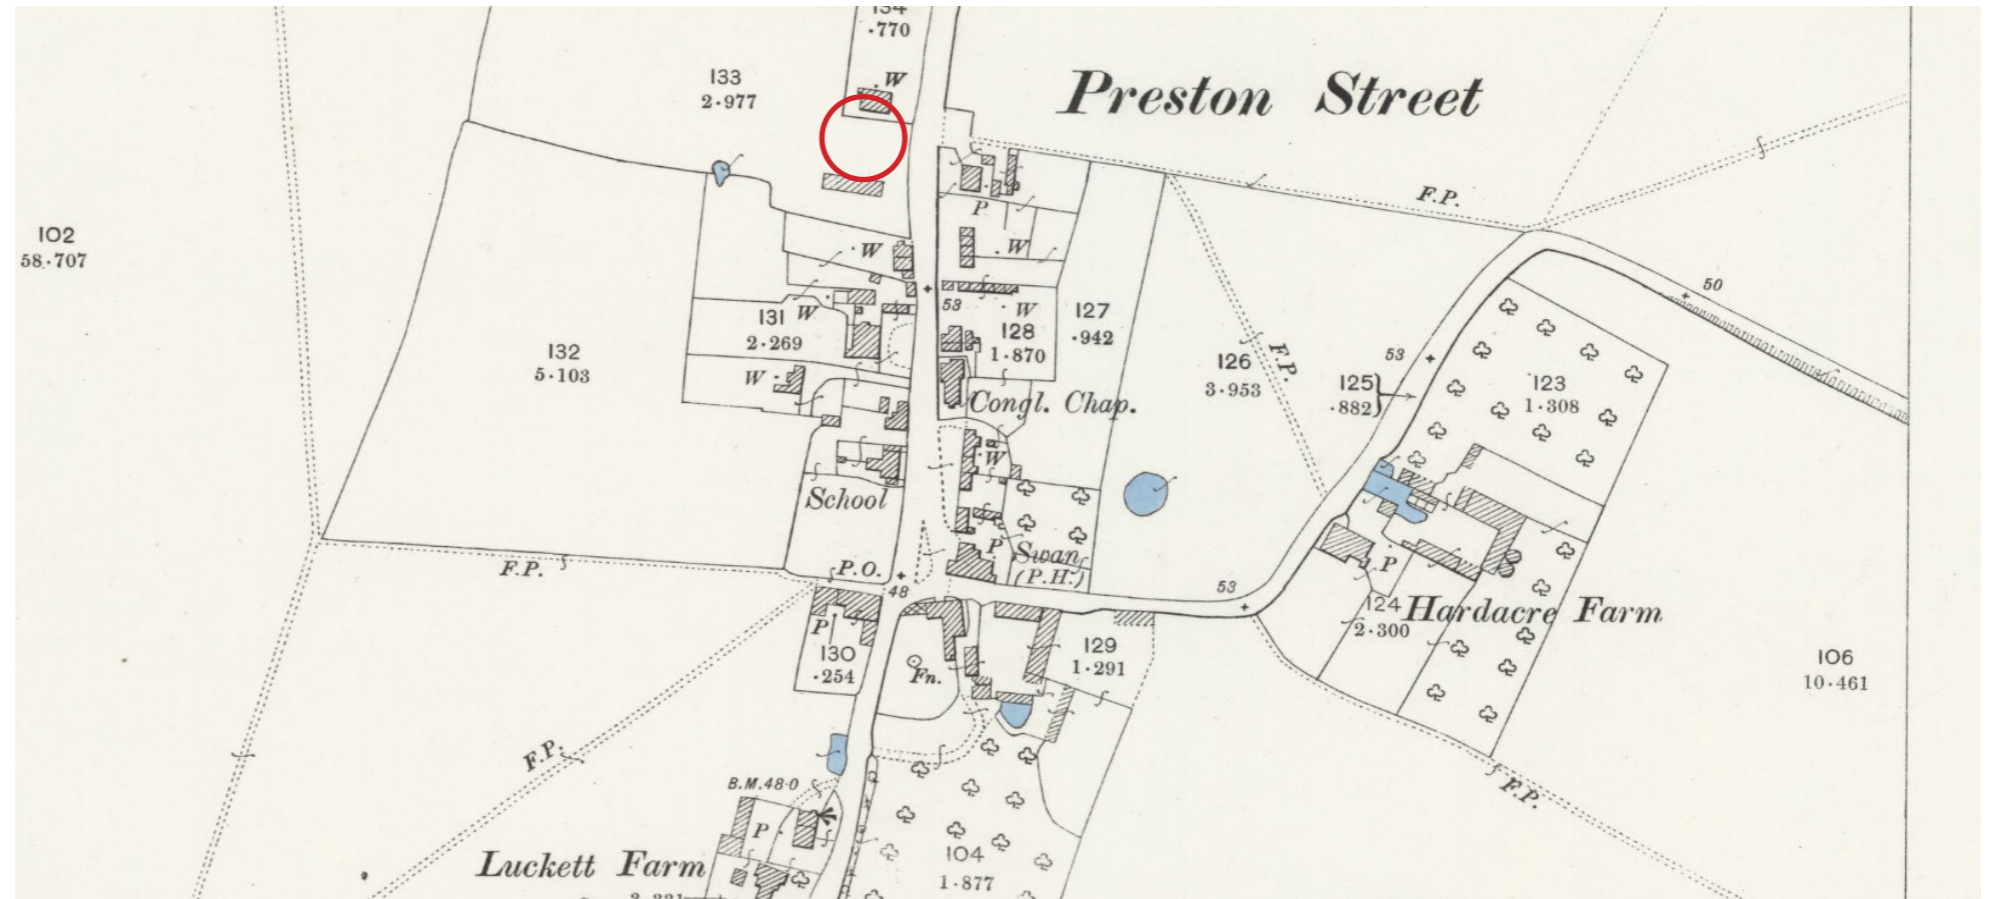 134
·770
133
2·977
W
Preston Street
F.P.
P
102
58·707
W
W
50
53
W
131
2·269
W
128
1·870
127
·942
132
5·103
W
126
3·953
F.P.
53
125
·882
123
1·308
Congl. Chap.
W
School
P
Swan
(P.H.)
P
F.P.
P.O.
48
53
124
2·300
Hardacre Farm
P
130
·254
Fn.
129
1·291
106
10·461
F.P.
B.M.48·0
F.P.
P
Luckett Farm
104
1·877